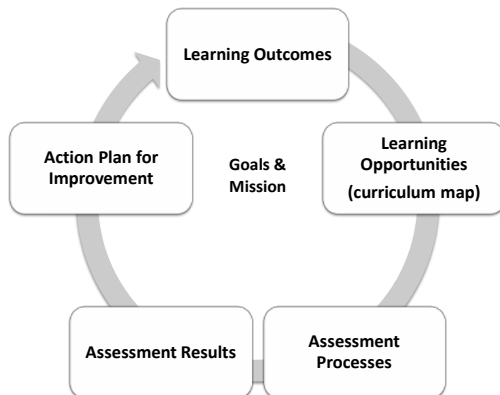 Learning Outcomes
Learning
Opportunities
(curriculum map)
Assessment
Processes
Assessment Results
Action Plan for
Improvement
Goals &
Mission